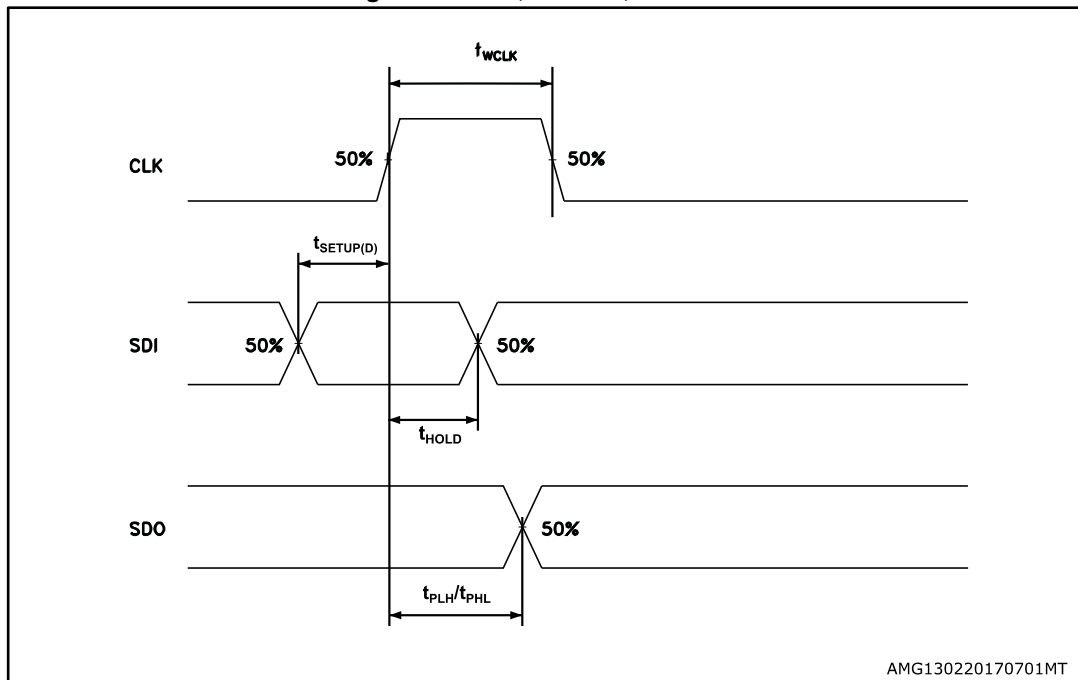 tWCLK
50%
50%
CLK
tSETUP(D)
SDI
50%
50%
tHOLD
SDO
50%
tPLH/tPHL
AMG130220170701MT